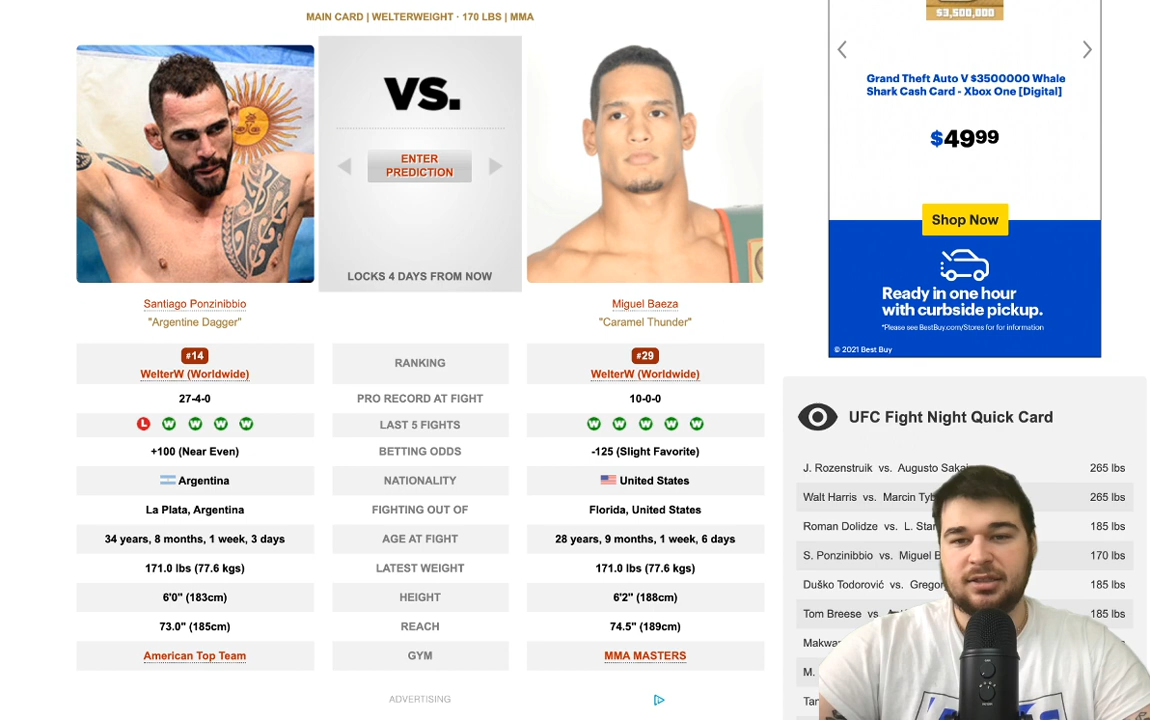 MAIN CARD | WELTERWEIGHT · 170 LBS | MMA
VS.
ENTER
PREDICTION
LOCKS 4 DAYS FROM NOW
Santiago Ponzinibbio
"Argentine Dagger"
Miguel Baeza
"Caramel Thunder"
#14
WelterW (Worldwide)
RANKING
#29
WelterW (Worldwide)
27-4-0 PRO RECORD AT FIGHT 10-0-0
L W W W W LAST 5 FIGHTS W W W W W
+100 (Near Even) BETTING ODDS -125 (Slight Favorite)
Argentina NATIONALITY United States
La Plata, Argentina FIGHTING OUT OF Florida, United States
34 years, 8 months, 1 week, 3 days AGE AT FIGHT 28 years, 9 months, 1 week, 6 days
171.0 lbs (77.6 kgs) LATEST WEIGHT 171.0 lbs (77.6 kgs)
6'0" (183cm) HEIGHT 6'2" (188cm)
73.0" (185cm) REACH 74.5" (189cm)
American Top Team GYM MMA MASTERS
ADVERTISING
$3,500,000
Grand Theft Auto V $3500000 Whale
Shark Cash Card - Xbox One [Digital]
$4999
Shop Now
Ready in one hour
with curbside pickup.
*Please see BestBuy.com/Stores for for information
© 2021 Best Buy
UFC Fight Night Quick Card
J. Rozenstruik vs. Augusto Saka 265 lbs
Walt Harris vs. Marcin Tyb 265 lbs
Roman Dolidze vs. L. Star 185 lbs
S. Ponzinibbio vs. Miguel B 170 lbs
Duško Todorović vs. Gregor 185 lbs
Tom Breese vs. 185 lbs
Makwa
M.
Tan